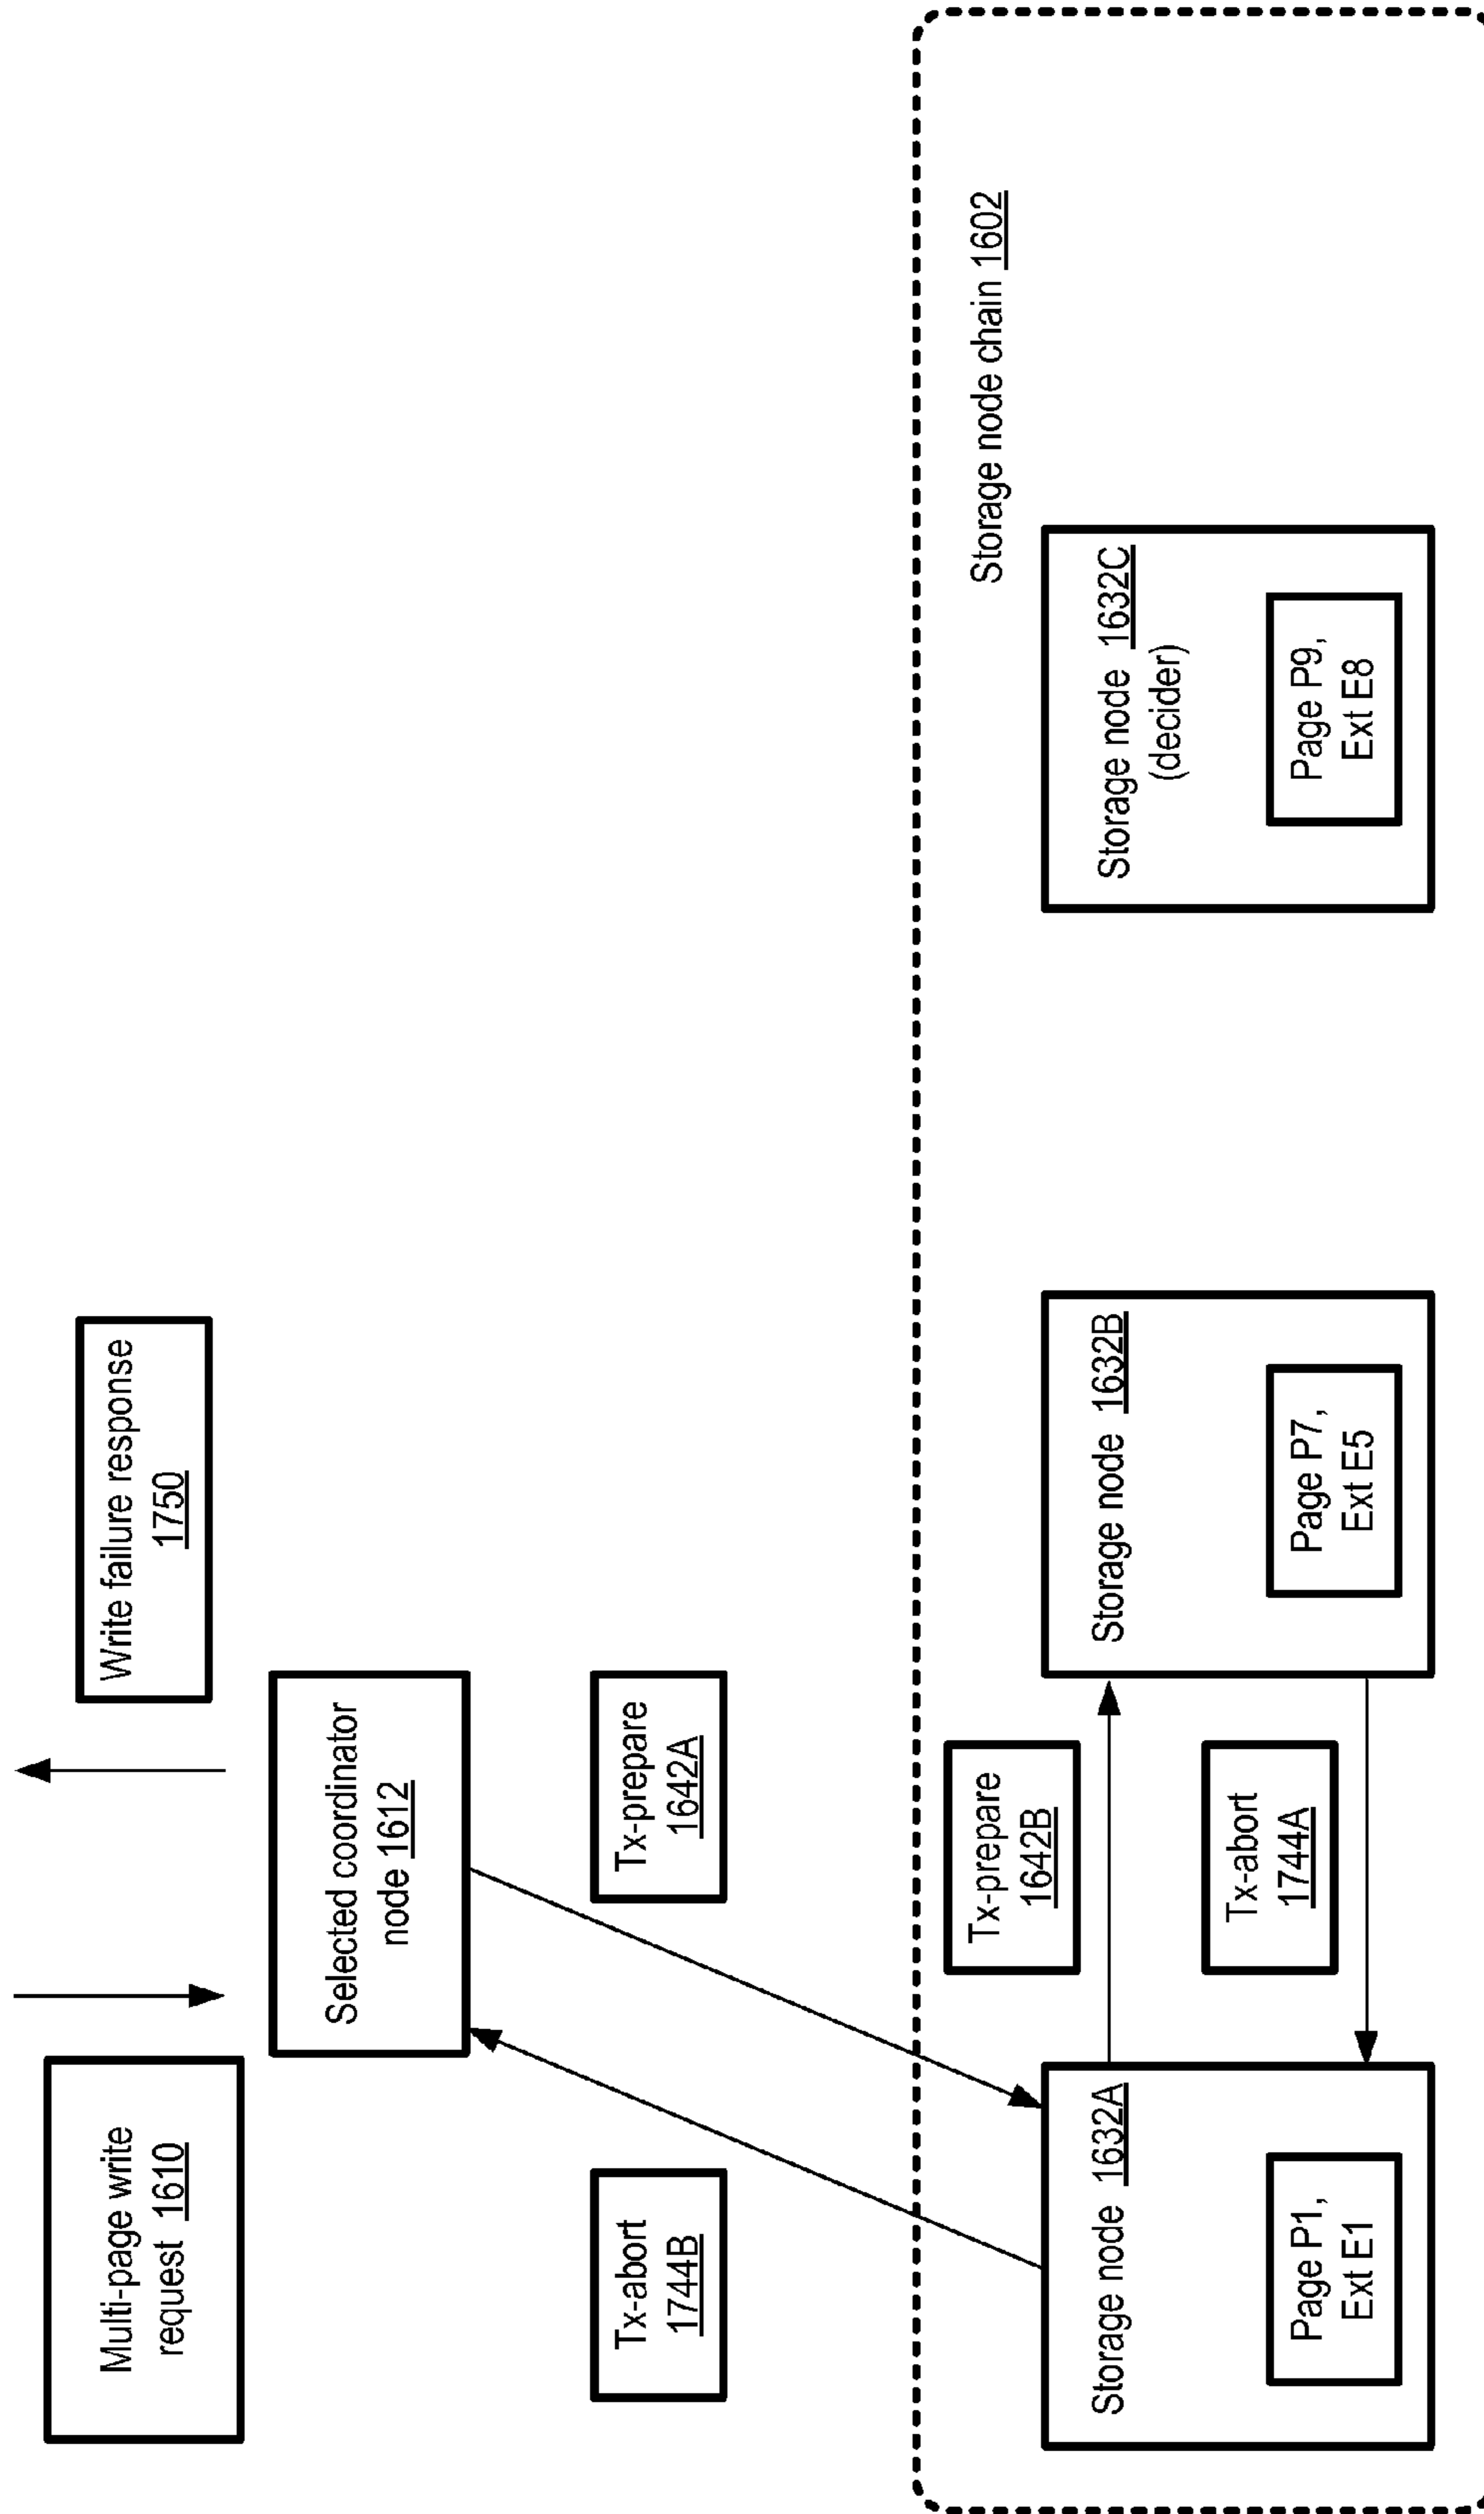 Multi-page write
request 1610
Write failure response
1750
Selected coordinator
node 1612
Tx-abort
1744B
Tx-prepare
1642A
Storage node chain 1602
Tx-prepare
1642B
Tx-abort
1744A
Storage node 1632A
Page P1,
Ext E1
Storage node 1632B
Page P7,
Ext E5
Storage node 1632C
(decider)
Page P9,
Ext E8